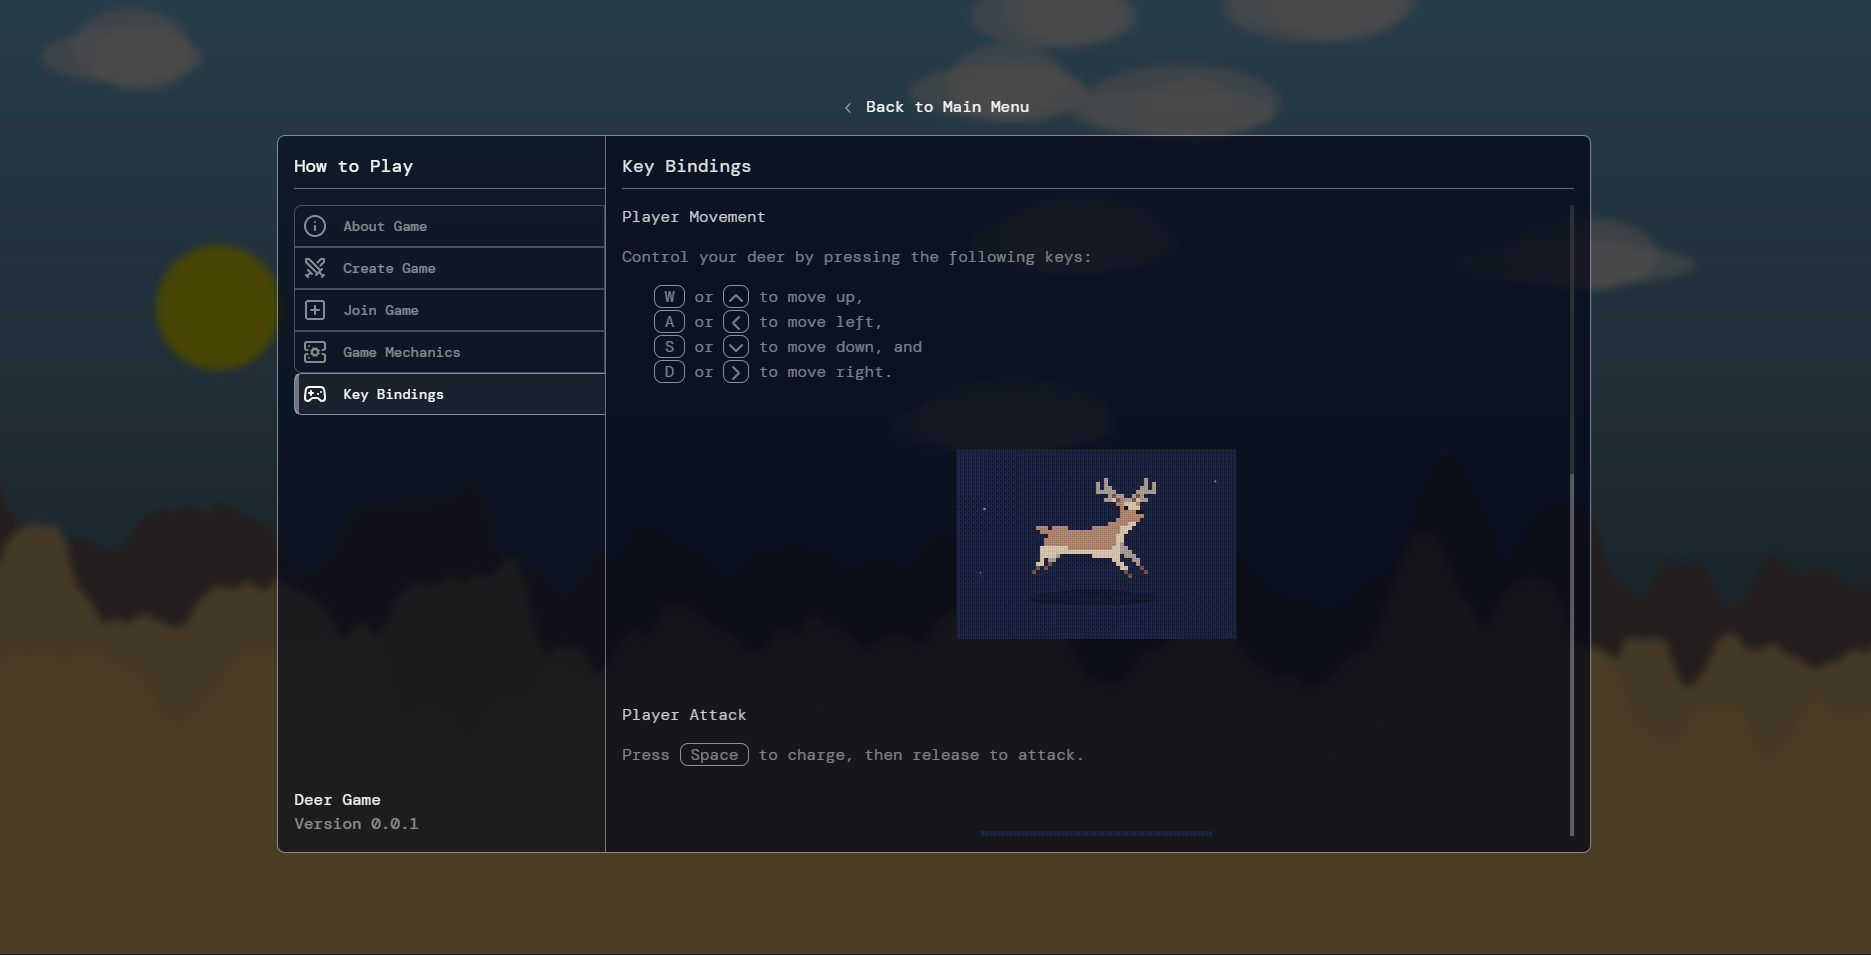 Back to Main Menu
How to Play
About Game
Create Game
Join Game
Game Mechanics
Key Bindings
Deer Game
Version 0.0.1
Key Bindings
Player Movement
Control your deer by pressing the following keys:
W or to move up,
A or to move left,
S or to move down, and
D or to move right.
Player Attack
Press Space to charge, then release to attack.